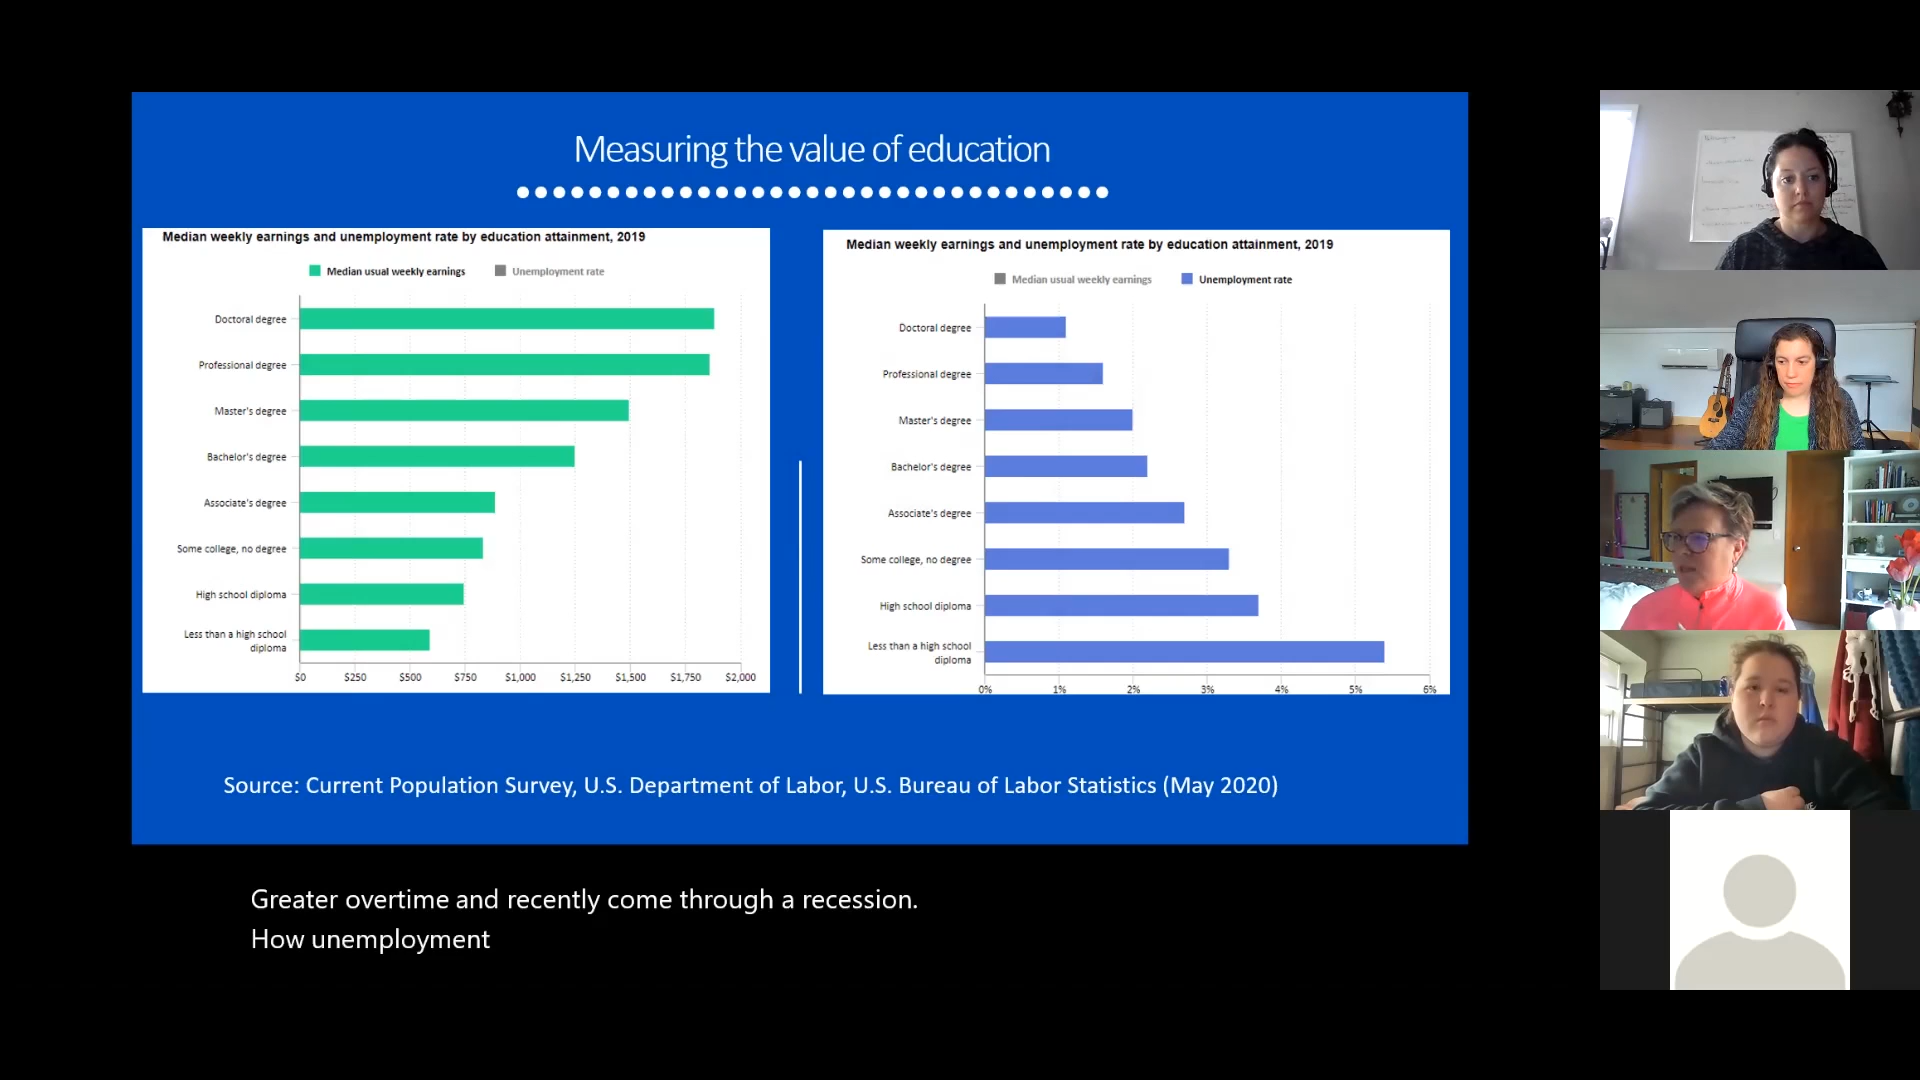 Measuring the value of education
Median weekly earnings and unemployment rate by education attainment, 2019
Median usual weekly earnings
Unemployment rate
Doctoral degree
Professional degree
Master's degree
Bachelor's degree
Associate's degree
Some college, no degree
High school diploma
Less than a high school
diploma
$0 $250 $500 $750 $1,000 $1,250 $1,500 $1,750 $2,000
Median weekly earnings and unemployment rate by education attainment, 2019
Median usual weekly earnings
Unemployment rate
Doctoral degree
Professional degree
Master's degree
Bachelor's degree
Associate's degree
Some college, no degree
High school diploma
Less than a high school
diploma
0% 1% 2% 3% 4% 5% 6%
Source: Current Population Survey, U.S. Department of Labor, U.S. Bureau of Labor Statistics (May 2020)
Greater overtime and recently come through a recession.
How unemployment